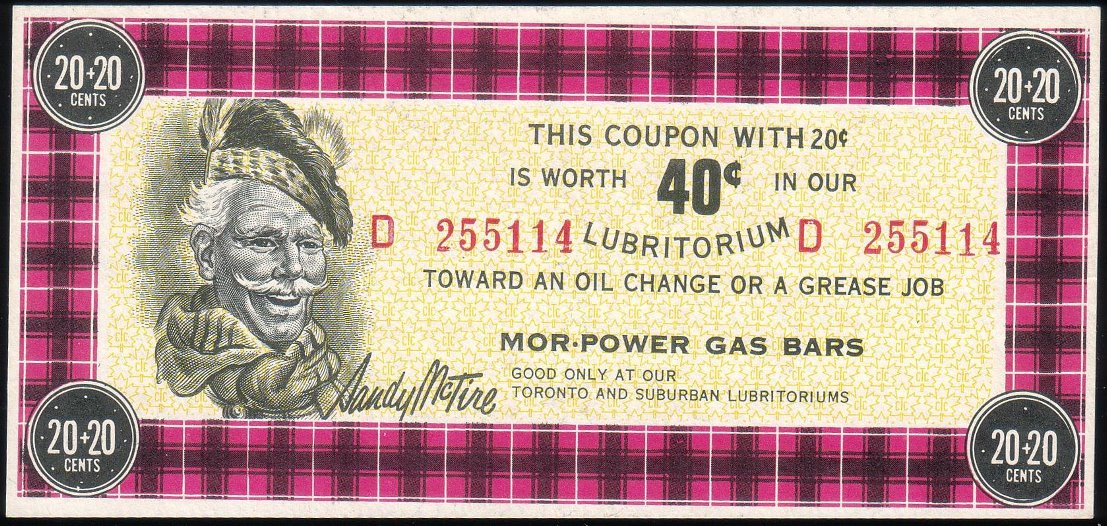 20+20
CENTS
20+20
CENTS
THIS COUPON WITH 20¢
IS WORTH 40¢ IN OUR
D 255114 LUBRITORIUM D 255114
TOWARD AN OIL CHANGE OR A GREASE JOB
MOR·POWER GAS BARS
GOOD ONLY AT OUR
TORONTO AND SUBURBAN LUBRITORIUMS
Sandy McTire
20+20
CENTS
20+20
CENTS